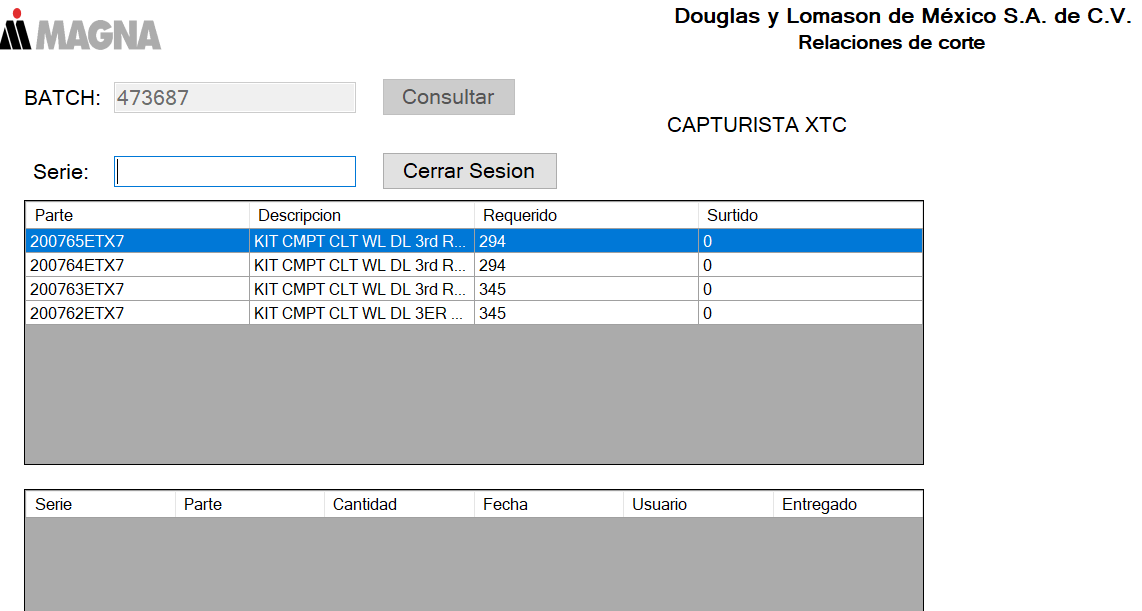 MAGNA
Douglas y Lomason de México S.A. de C.V.
Relaciones de corte
BATCH: 473687 Consultar
CAPTURISTA XTC
Serie: Cerrar Sesion
Parte Descripcion Requerido Surtido
200765ETX7 KIT CMPT CLT WL DL 3rd R... 294 0
200764ETX7 KIT CMPT CLT WL DL 3rd R... 294 0
200763ETX7 KIT CMPT CLT WL DL 3rd R... 345 0
200762ETX7 KIT CMPT CLT WL DL 3ER ... 345 0
Serie Parte Cantidad Fecha Usuario Entregado